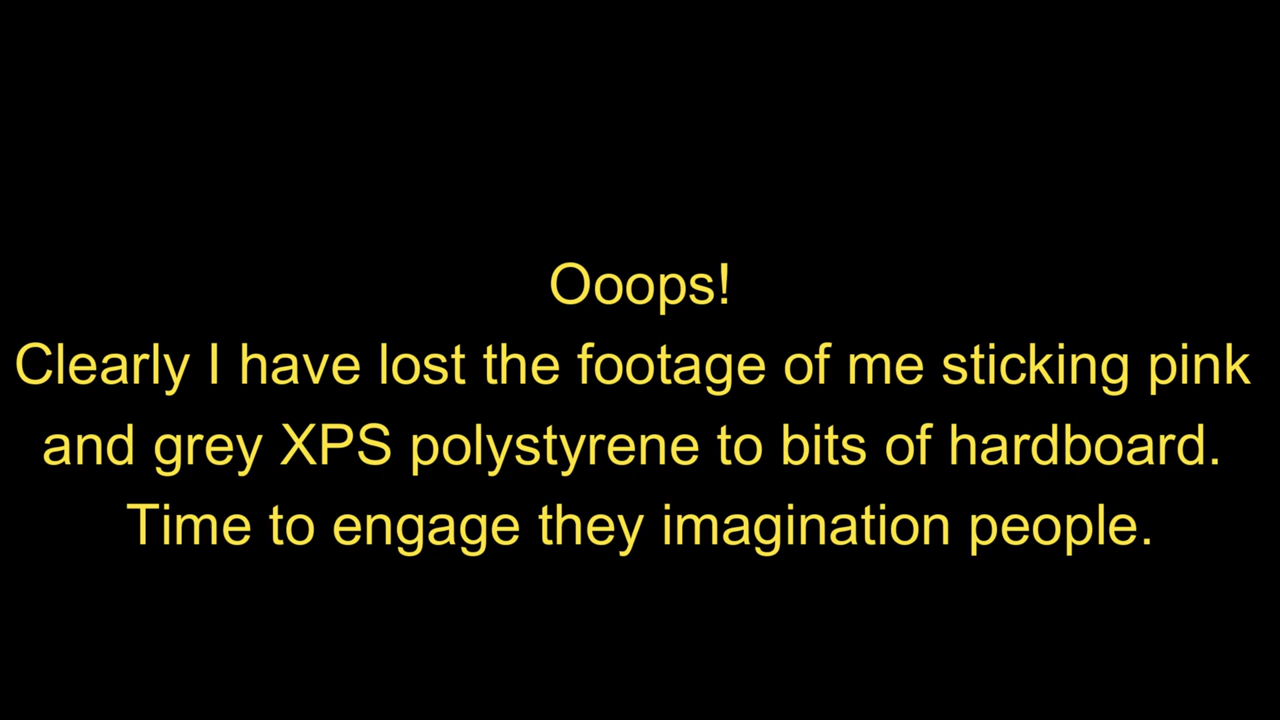 Ooops!
Clearly I have lost the footage of me sticking pink
and grey XPS polystyrene to bits of hardboard.
Time to engage they imagination people.